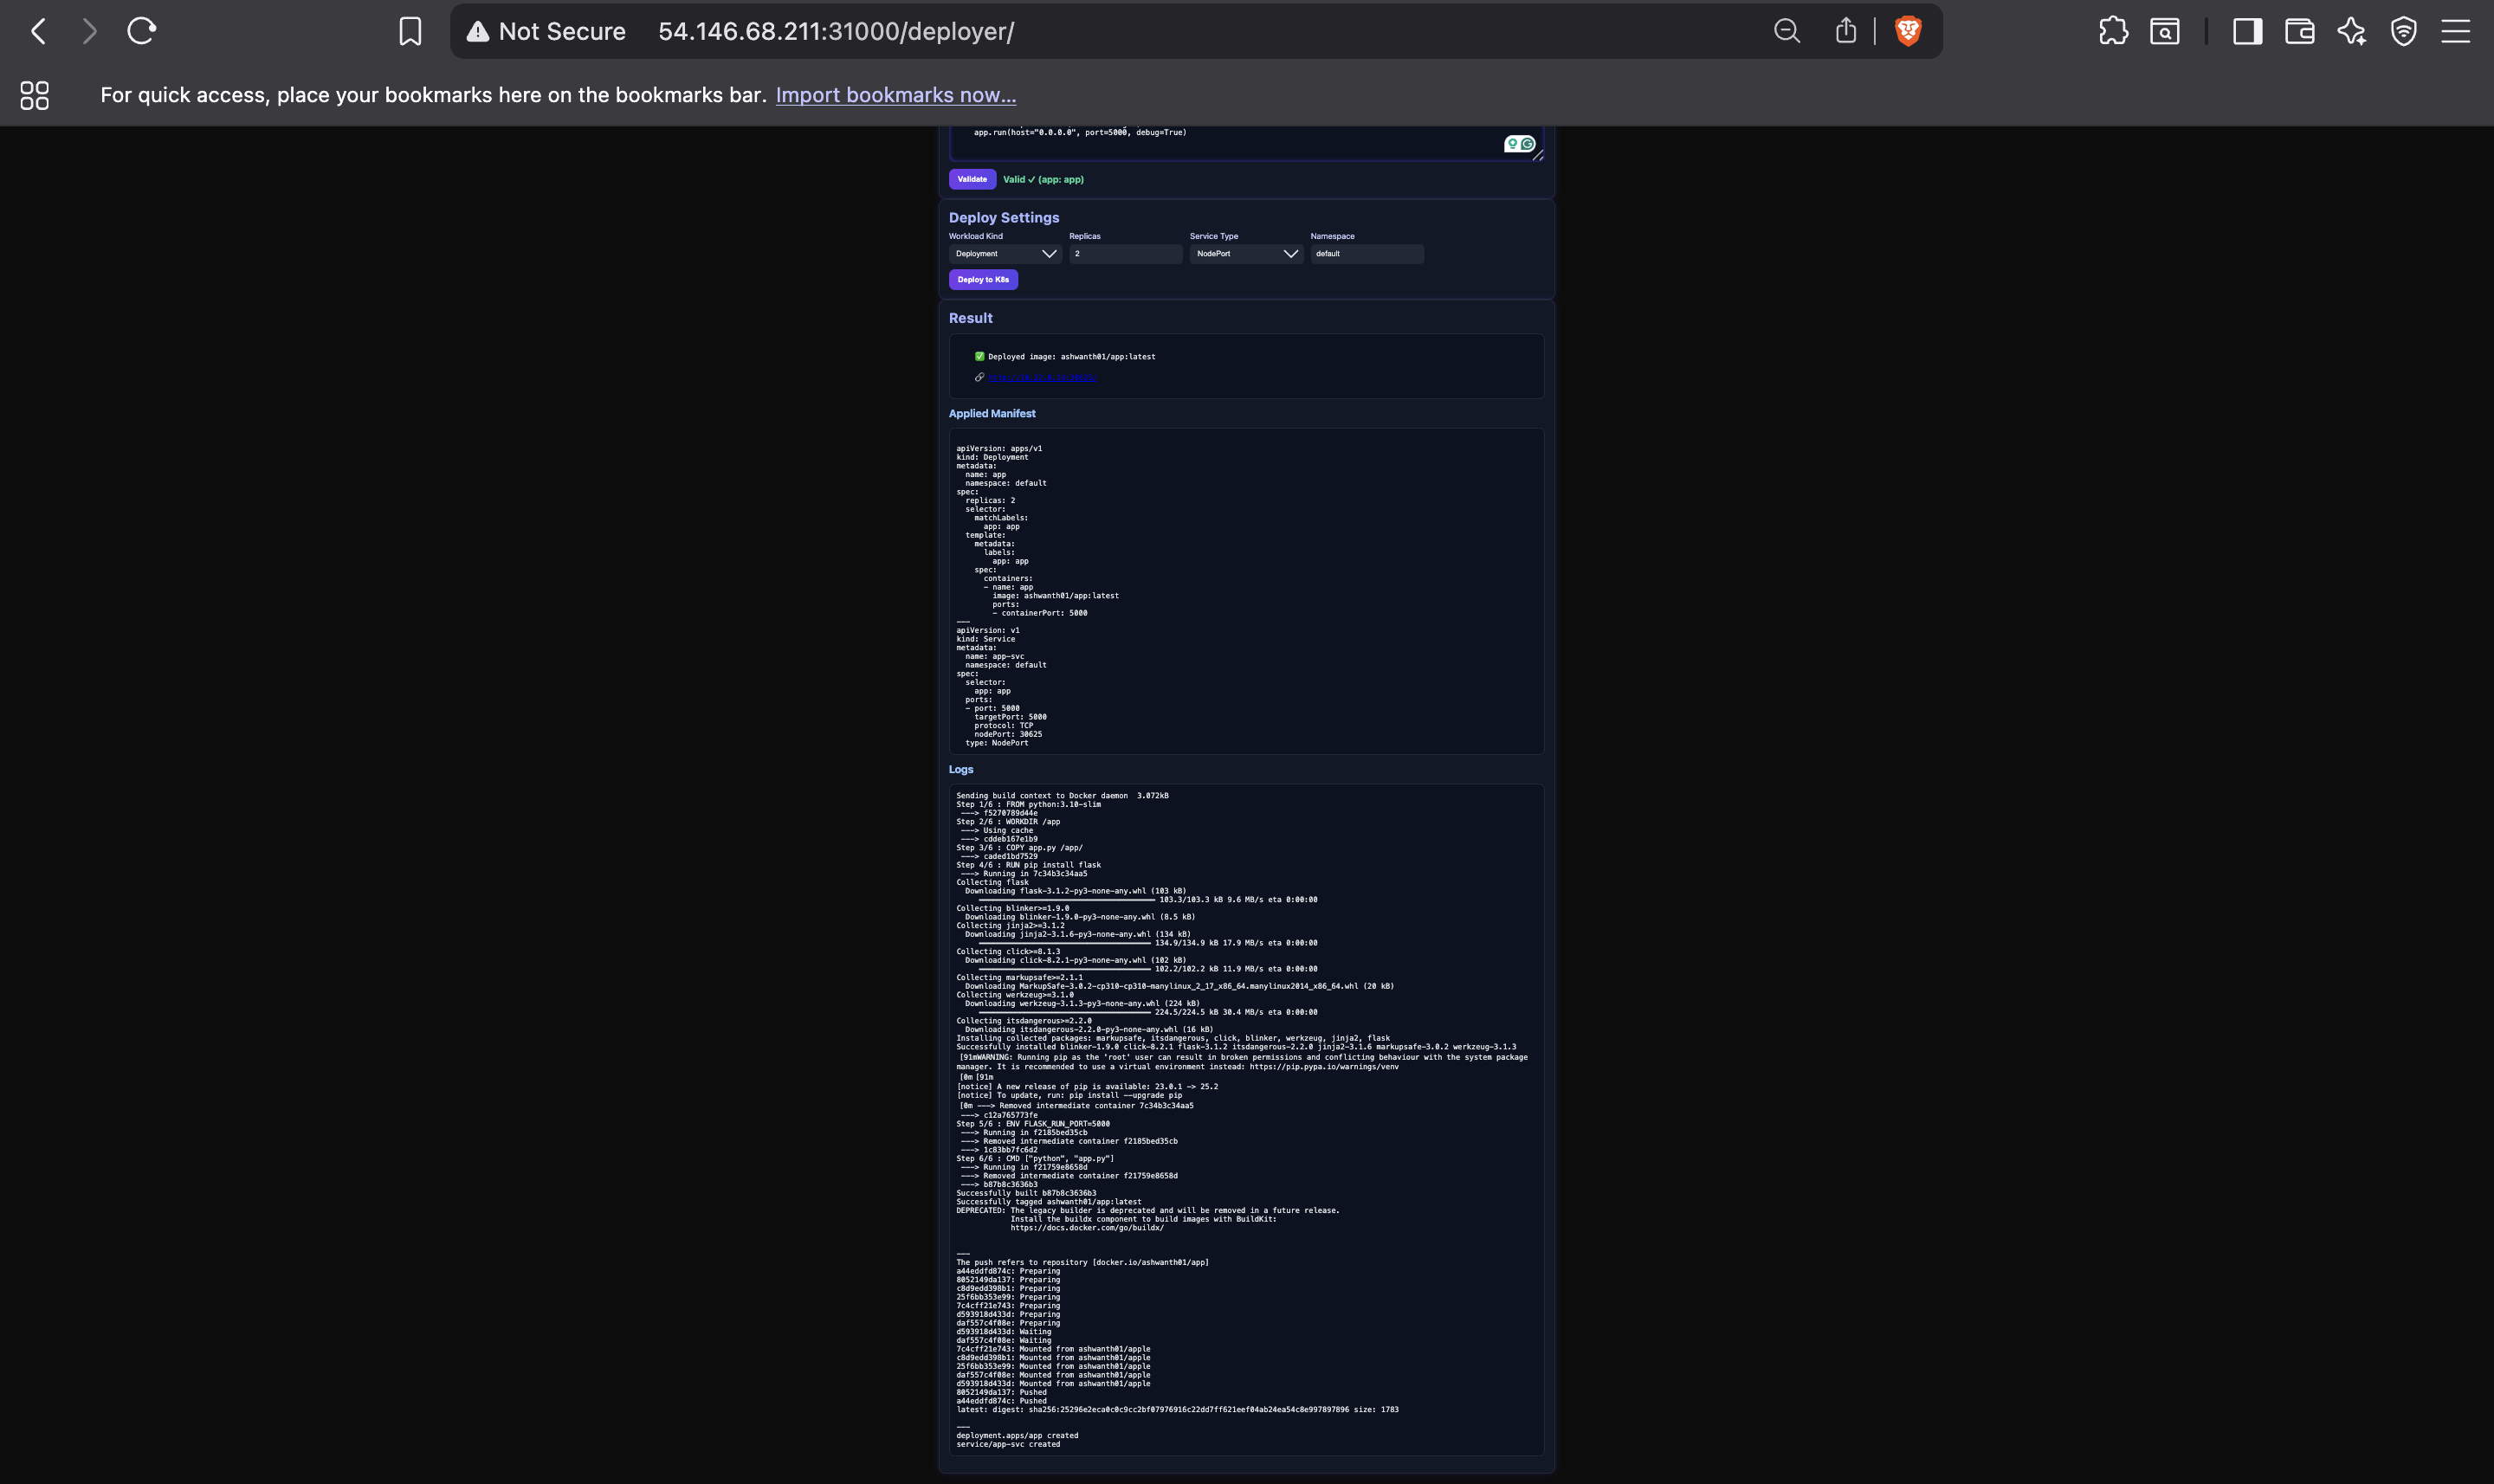 Not Secure 54.146.68.211:31000/deployer/
For quick access, place your bookmarks here on the bookmarks bar. Import bookmarks now...
app.run(host="0.0.0.0", port=5000, debug=True)
Validate Valid ✓ (app: app)
Deploy Settings
Workload Kind Replicas Service Type Namespace
Deployment 2 NodePort default
Deploy to K8s
Result
✅ Deployed image: ashwanth01/app:latest
Applied Manifest
apiVersion: apps/v1
kind: Deployment
metadata:
  name: app
  namespace: default
spec:
  replicas: 2
  selector:
    matchLabels:
      app: app
  template:
    metadata:
      labels:
        app: app
    spec:
      containers:
      - name: app
        image: ashwanth01/app:latest
        ports:
        - containerPort: 5000
---
apiVersion: v1
kind: Service
metadata:
  name: app-svc
  namespace: default
spec:
  selector:
    app: app
  ports:
  - port: 5000
    targetPort: 5000
    protocol: TCP
    nodePort: 30625
  type: NodePort
Logs
Sending build context to Docker daemon  3.072kB
Step 1/6 : FROM python:3.10-slim
 ---> f5270789d44e
Step 2/6 : WORKDIR /app
 ---> Using cache
 ---> cddeb167e1b9
Step 3/6 : COPY app.py /app/
 ---> caded1bd7529
Step 4/6 : RUN pip install flask
 ---> Running in 7c34b3c34aa5
Collecting flask
  Downloading flask-3.1.2-py3-none-any.whl (103 kB)
103.3/103.3 kB 9.6 MB/s eta 0:00:00
Collecting blinker>=1.9.0
  Downloading blinker-1.9.0-py3-none-any.whl (8.5 kB)
Collecting jinja2>=3.1.2
  Downloading jinja2-3.1.6-py3-none-any.whl (134 kB)
134.9/134.9 kB 17.9 MB/s eta 0:00:00
Collecting click>=8.1.3
  Downloading click-8.2.1-py3-none-any.whl (102 kB)
102.2/102.2 kB 11.9 MB/s eta 0:00:00
Collecting markupsafe>=2.1.1
  Downloading MarkupSafe-3.0.2-cp310-cp310-manylinux_2_17_x86_64.manylinux2014_x86_64.whl (20 kB)
Collecting werkzeug>=3.1.0
  Downloading werkzeug-3.1.3-py3-none-any.whl (224 kB)
224.5/224.5 kB 30.4 MB/s eta 0:00:00
Collecting itsdangerous>=2.2.0
  Downloading itsdangerous-2.2.0-py3-none-any.whl (16 kB)
Installing collected packages: markupsafe, itsdangerous, click, blinker, werkzeug, jinja2, flask
Successfully installed blinker-1.9.0 click-8.2.1 flask-3.1.2 itsdangerous-2.2.0 jinja2-3.1.6 markupsafe-3.0.2 werkzeug-3.1.3
[91mWARNING: Running pip as the 'root' user can result in broken permissions and conflicting behaviour with the system package
manager. It is recommended to use a virtual environment instead: https://pip.pypa.io/warnings/venv
[0m [91m
[notice] A new release of pip is available: 23.0.1 -> 25.2
[notice] To update, run: pip install --upgrade pip
[0m ---> Removed intermediate container 7c34b3c34aa5
 ---> c12a765773fe
Step 5/6 : ENV FLASK_RUN_PORT=5000
 ---> Running in f2185bed35cb
 ---> Removed intermediate container f2185bed35cb
 ---> 1c83bb7fc6d2
Step 6/6 : CMD ["python", "app.py"]
 ---> Running in f21759e8658d
 ---> Removed intermediate container f21759e8658d
 ---> b87b8c3636b3
Successfully built b87b8c3636b3
Successfully tagged ashwanth01/app:latest
DEPRECATED: The legacy builder is deprecated and will be removed in a future release.
            Install the buildx component to build images with BuildKit:
            https://docs.docker.com/go/buildx/
---
The push refers to repository [docker.io/ashwanth01/app]
a44eddfd874c: Preparing
8052149da137: Preparing
c8d9edd398b1: Preparing
25f6bb353e99: Preparing
7c4cff21e743: Preparing
d593918d433d: Preparing
daf557c4f08e: Preparing
d593918d433d: Waiting
daf557c4f08e: Waiting
7c4cff21e743: Mounted from ashwanth01/apple
c8d9edd398b1: Mounted from ashwanth01/apple
25f6bb353e99: Mounted from ashwanth01/apple
daf557c4f08e: Mounted from ashwanth01/apple
d593918d433d: Mounted from ashwanth01/apple
8052149da137: Pushed
a44eddfd874c: Pushed
latest: digest: sha256:25296e2eca0c0c9cc2bf07976916c22dd7ff621eef04ab24ea54c8e997897896 size: 1783
---
deployment.apps/app created
service/app-svc created